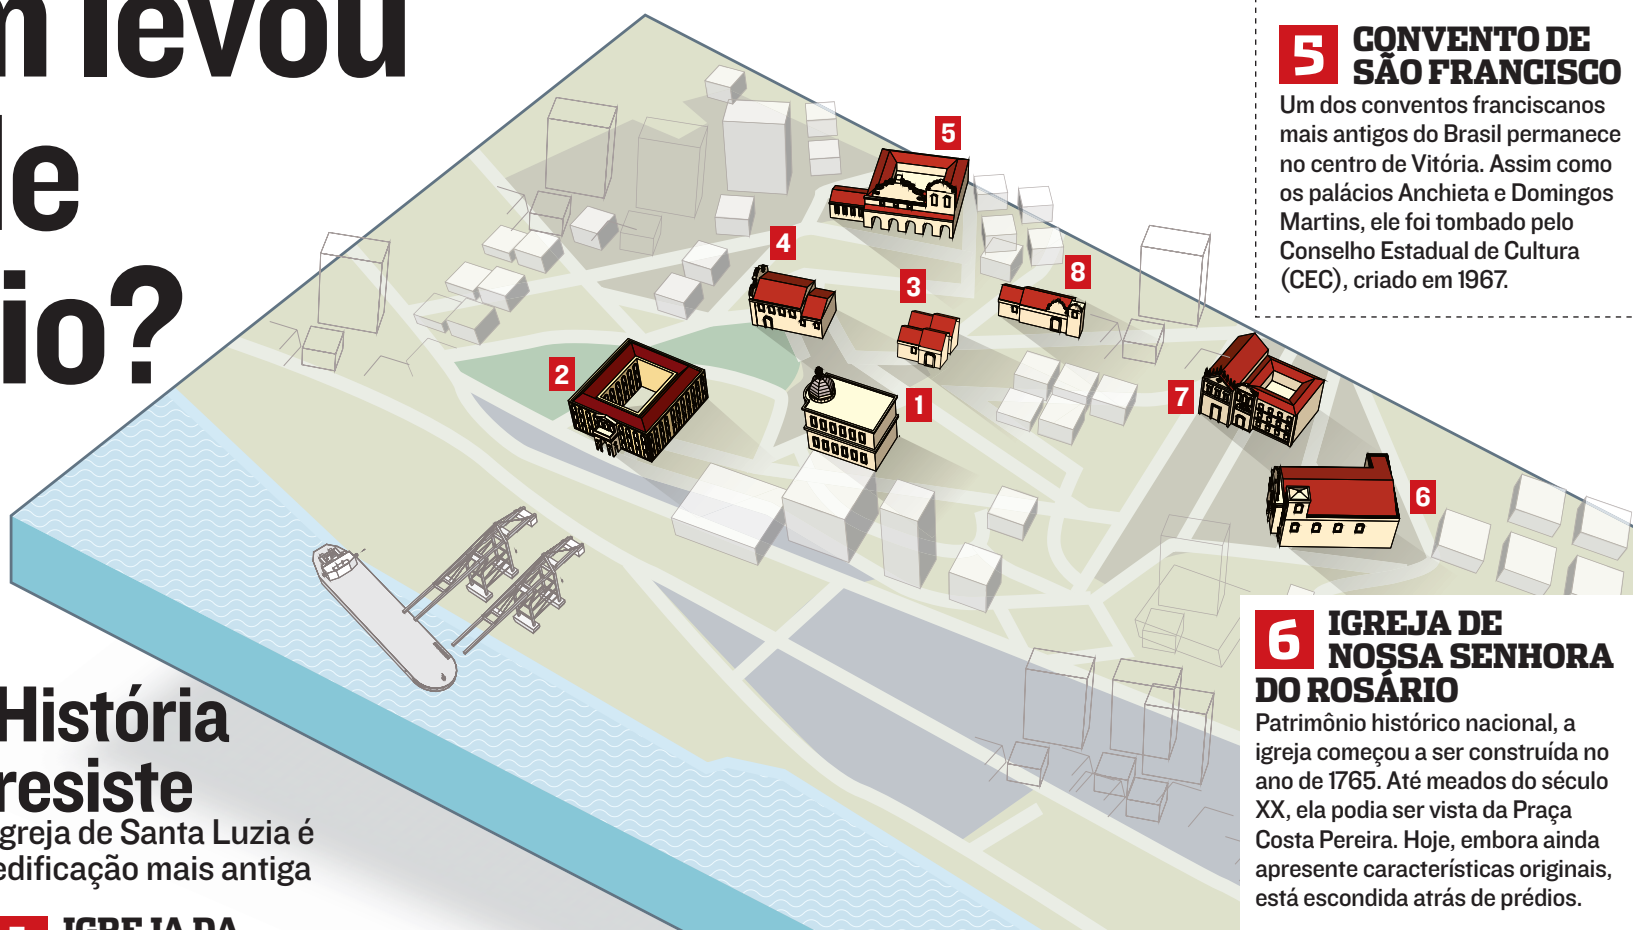 levou
io?
5 CONVENTO DE
SÃO FRANCISCO
Um dos conventos franciscanos
mais antigos do Brasil permanece
no centro de Vitória. Assim como
os palácios Anchieta e Domingos
Martins, ele foi tombado pelo
Conselho Estadual de Cultura
(CEC), criado em 1967.
5
4
3
8
2
1
7
6
6 IGREJA DE
NOSSA SENHORA
DO ROSÁRIO
Patrimônio histórico nacional, a
igreja começou a ser construída no
ano de 1765. Até meados do século
XX, ela podia ser vista da Praça
Costa Pereira. Hoje, embora ainda
apresente características originais,
está escondida atrás de prédios.
História
resiste
greja de Santa Luzia é
edificação mais antiga
IGREJA DA